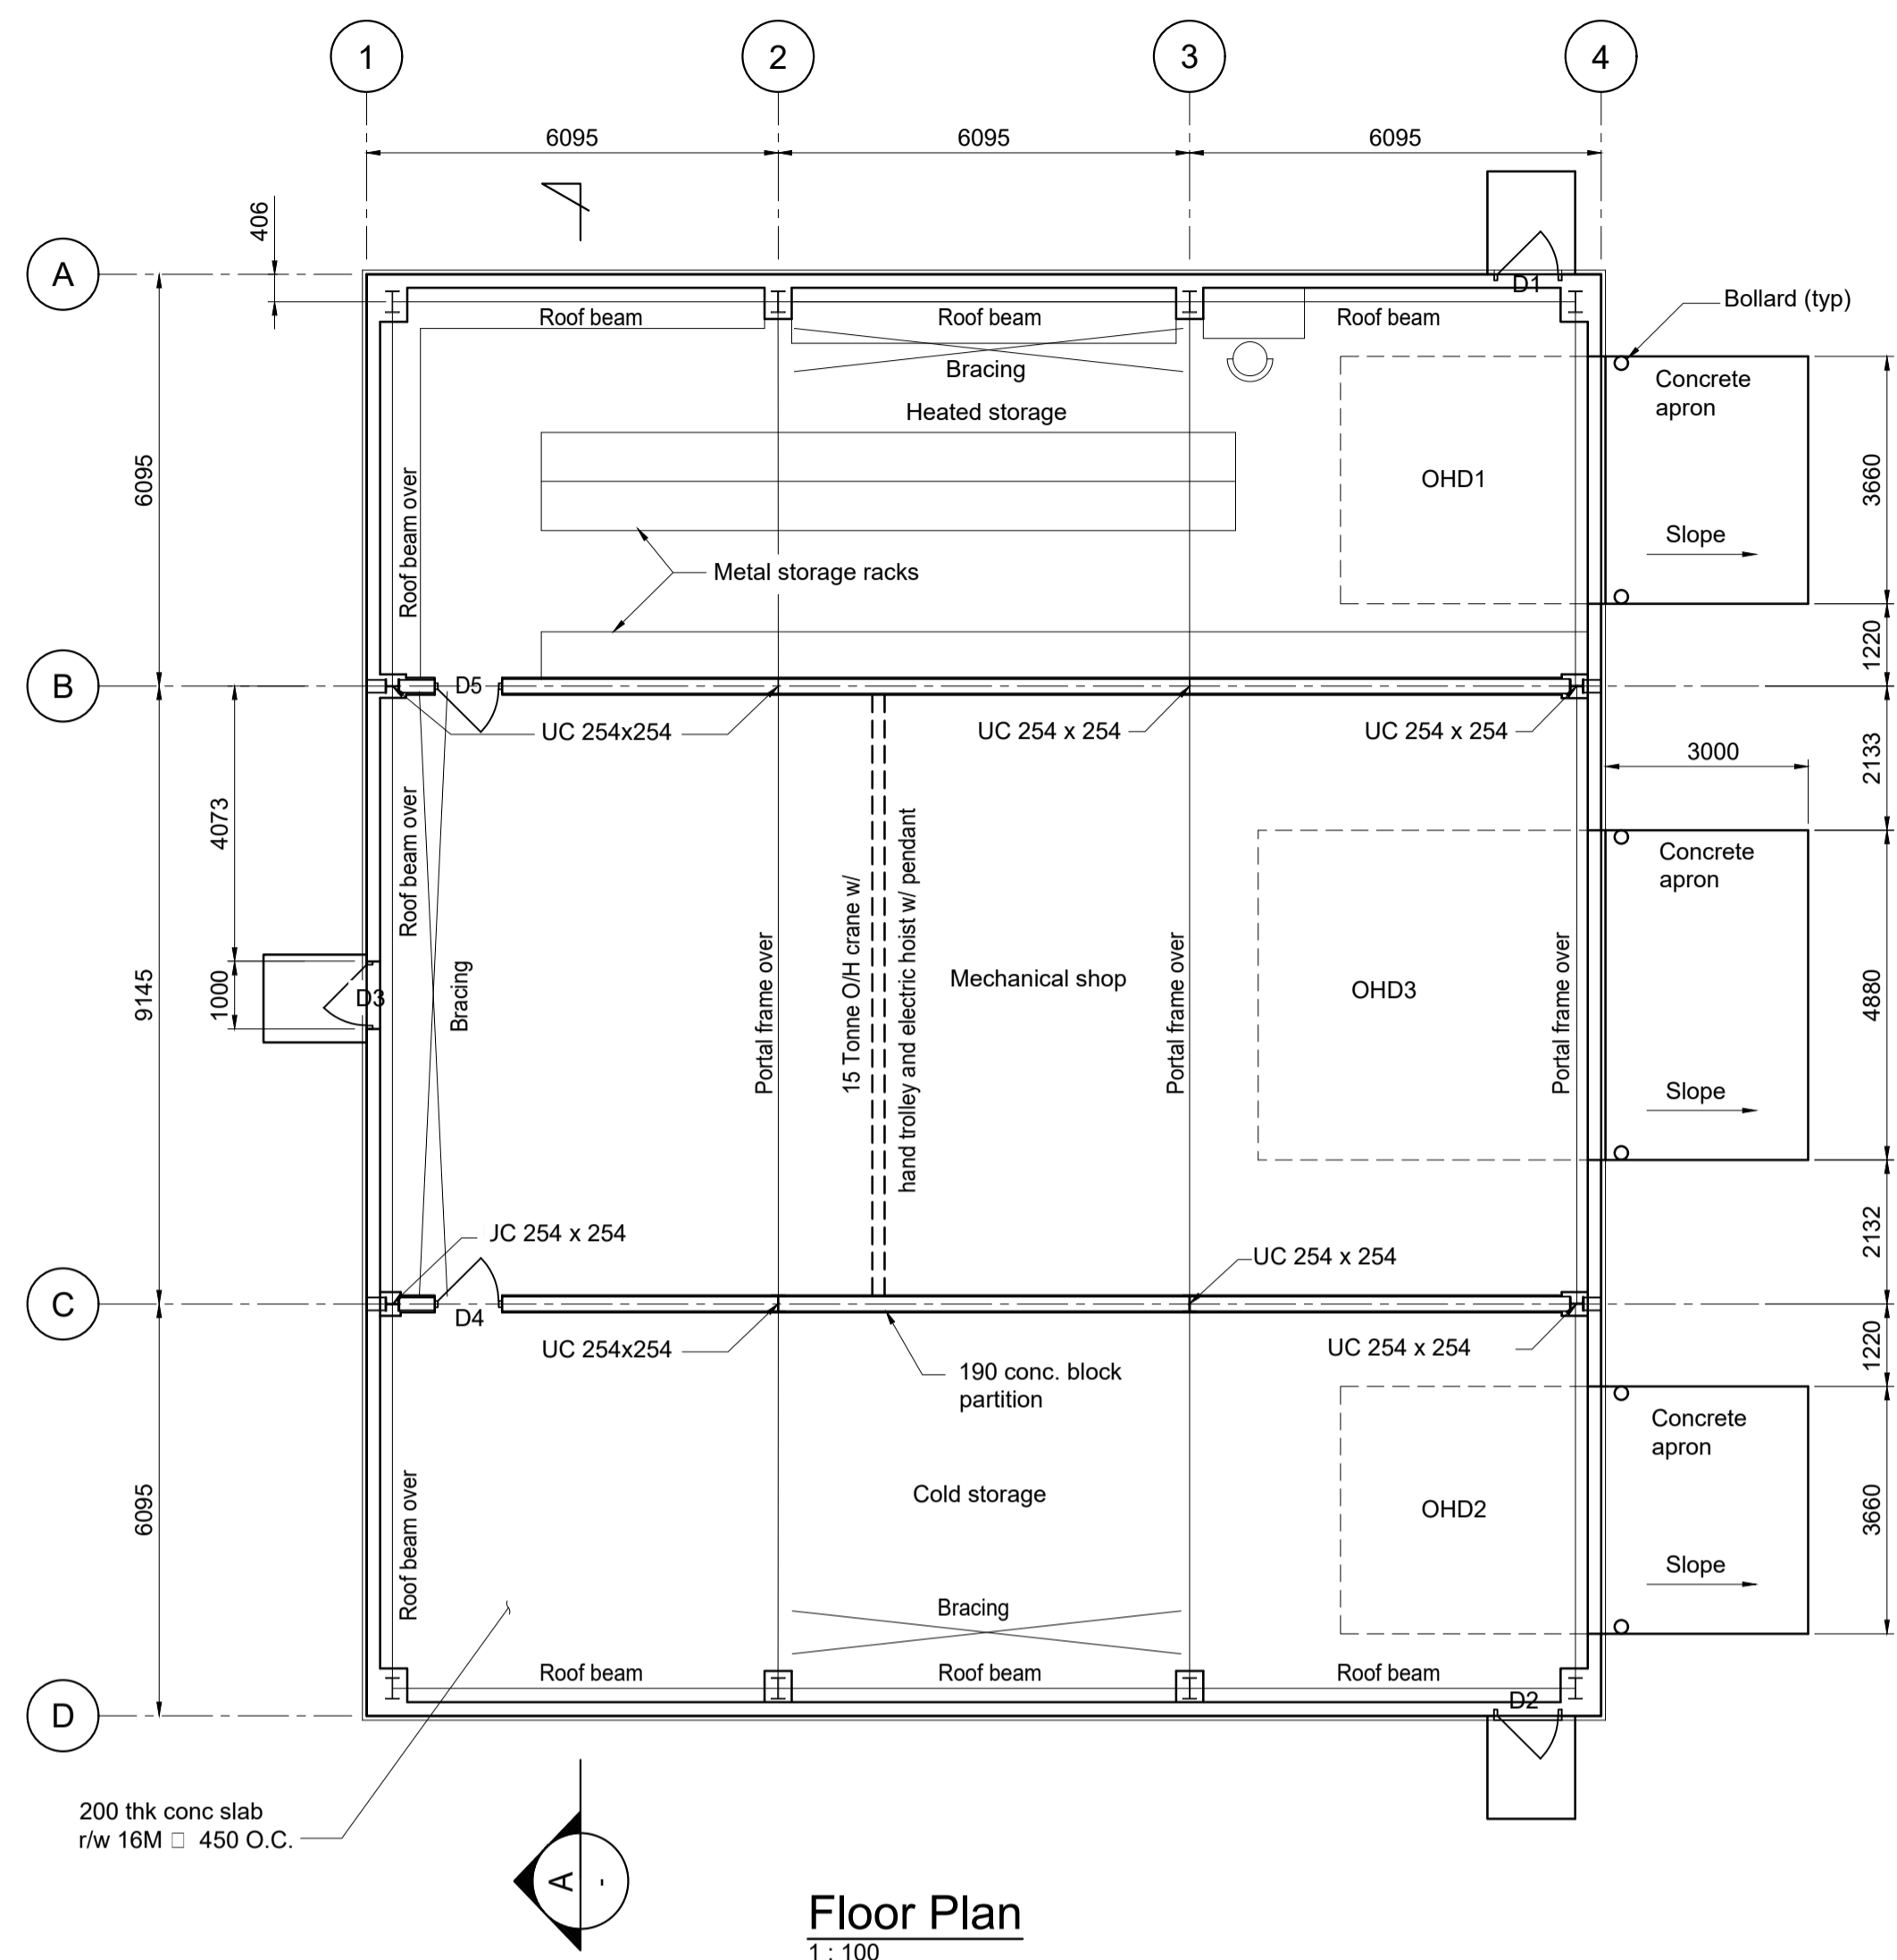 1
2
3
4
6095
6095
6095
406
A
D1
Bollard (typ)
Roof beam
Roof beam
Roof beam
Bracing
Concrete
apron
Heated storage
6095
Roof beam over
OHD1
3660
Slope
Metal storage racks
1220
B
D5
UC 254x254
UC 254 x 254
UC 254 x 254
3000
2133
4073
Roof beam over
Concrete
apron
15 Tonne O/H crane w/
hand trolley and electric hoist w/ pendant
Mechanical shop
OHD3
4880
9145
1000
D3
Bracing
Portal frame over
Portal frame over
Portal frame over
Slope
2132
JC 254 x 254
UC 254 x 254
C
D4
UC 254x254
UC 254 x 254
190 conc. block
partition
1220
Concrete
apron
Cold storage
6095
Roof beam over
OHD2
3660
Slope
Bracing
Roof beam
Roof beam
Roof beam
D2
D
200 thk conc slab
r/w 16M □ 450 O.C.
A
-
Floor Plan
1 : 100